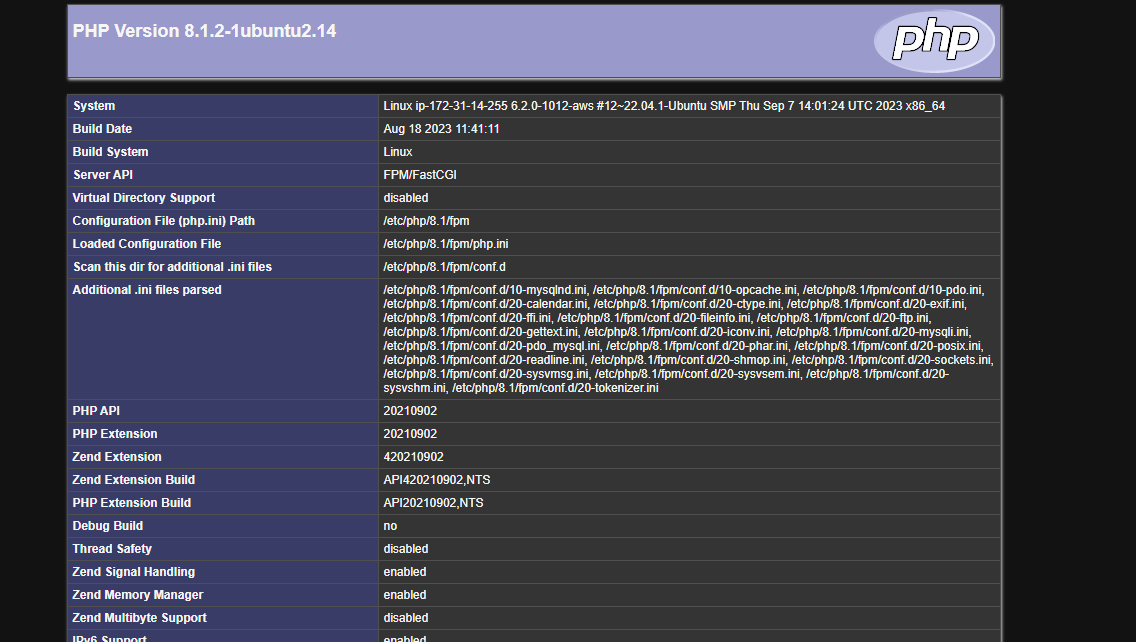 PHP Version 8.1.2-1ubuntu2.14
php
System Linux ip-172-31-14-255 6.2.0-1012-aws #12~22.04.1-Ubuntu SMP Thu Sep 7 14:01:24 UTC 2023 x86_64
Build Date Aug 18 2023 11:41:11
Build System Linux
Server API FPM/FastCGI
Virtual Directory Support disabled
Configuration File (php.ini) Path /etc/php/8.1/fpm
Loaded Configuration File /etc/php/8.1/fpm/php.ini
Scan this dir for additional .ini files /etc/php/8.1/fpm/conf.d
Additional .ini files parsed /etc/php/8.1/fpm/conf.d/10-mysqlnd.ini, /etc/php/8.1/fpm/conf.d/10-opcache.ini, /etc/php/8.1/fpm/conf.d/10-pdo.ini,
/etc/php/8.1/fpm/conf.d/20-calendar.ini, /etc/php/8.1/fpm/conf.d/20-ctype.ini, /etc/php/8.1/fpm/conf.d/20-exif.ini,
/etc/php/8.1/fpm/conf.d/20-ffi.ini, /etc/php/8.1/fpm/conf.d/20-fileinfo.ini, /etc/php/8.1/fpm/conf.d/20-ftp.ini,
/etc/php/8.1/fpm/conf.d/20-gettext.ini, /etc/php/8.1/fpm/conf.d/20-iconv.ini, /etc/php/8.1/fpm/conf.d/20-mysqli.ini,
/etc/php/8.1/fpm/conf.d/20-pdo_mysql.ini, /etc/php/8.1/fpm/conf.d/20-phar.ini, /etc/php/8.1/fpm/conf.d/20-posix.ini,
/etc/php/8.1/fpm/conf.d/20-readline.ini, /etc/php/8.1/fpm/conf.d/20-shmop.ini, /etc/php/8.1/fpm/conf.d/20-sockets.ini,
/etc/php/8.1/fpm/conf.d/20-sysvmsg.ini, /etc/php/8.1/fpm/conf.d/20-sysvsem.ini, /etc/php/8.1/fpm/conf.d/20-
sysvshm.ini, /etc/php/8.1/fpm/conf.d/20-tokenizer.ini
PHP API 20210902
PHP Extension 20210902
Zend Extension 420210902
Zend Extension Build API420210902,NTS
PHP Extension Build API20210902,NTS
Debug Build no
Thread Safety disabled
Zend Signal Handling enabled
Zend Memory Manager enabled
Zend Multibyte Support disabled
IPv6 Support enabled